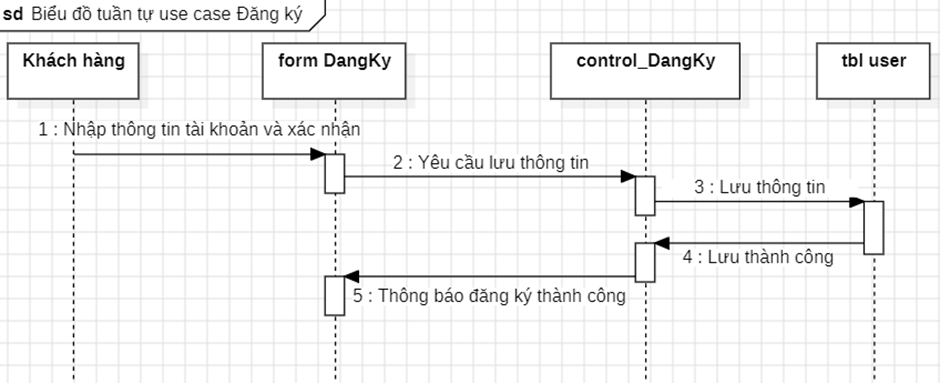 sd Biểu đồ tuần tự use case Đăng ký
Khách hàng
form DangKy
control_DangKy
tbl user
1 : Nhập thông tin tài khoản và xác nhận
2 : Yêu cầu lưu thông tin
3 : Lưu thông tin
4 : Lưu thành công
5 : Thông báo đăng ký thành công